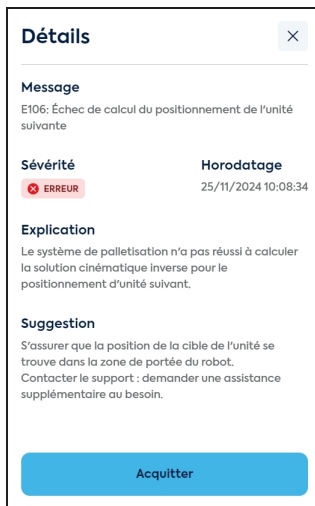 Détails
Message
E106: Échec de calcul du positionnement de l'unité
suivante
Sévérité
Horodatage
ERREUR
25/11/2024 10:08:34
Explication
Le système de palletisation n'a pas réussi à calculer
la solution cinématique inverse pour le
positionnement d'unité suivant.
Suggestion
S'assurer que la position de la cible de l'unité se
trouve dans la zone de portée du robot.
Contacter le support : demander une assistance
supplémentaire au besoin.
Acquitter